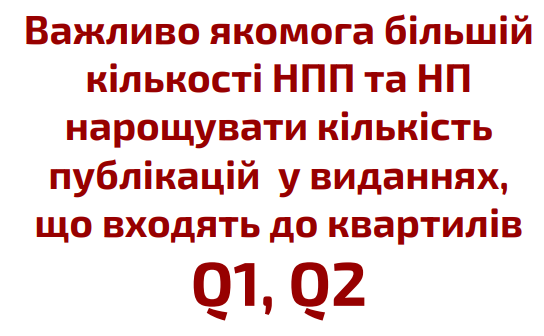 Важливо якомога більшій
кількості НПП та НП
нарощувати кількість
публікацій  у виданнях,
що входять до квартилів
Q1, Q2